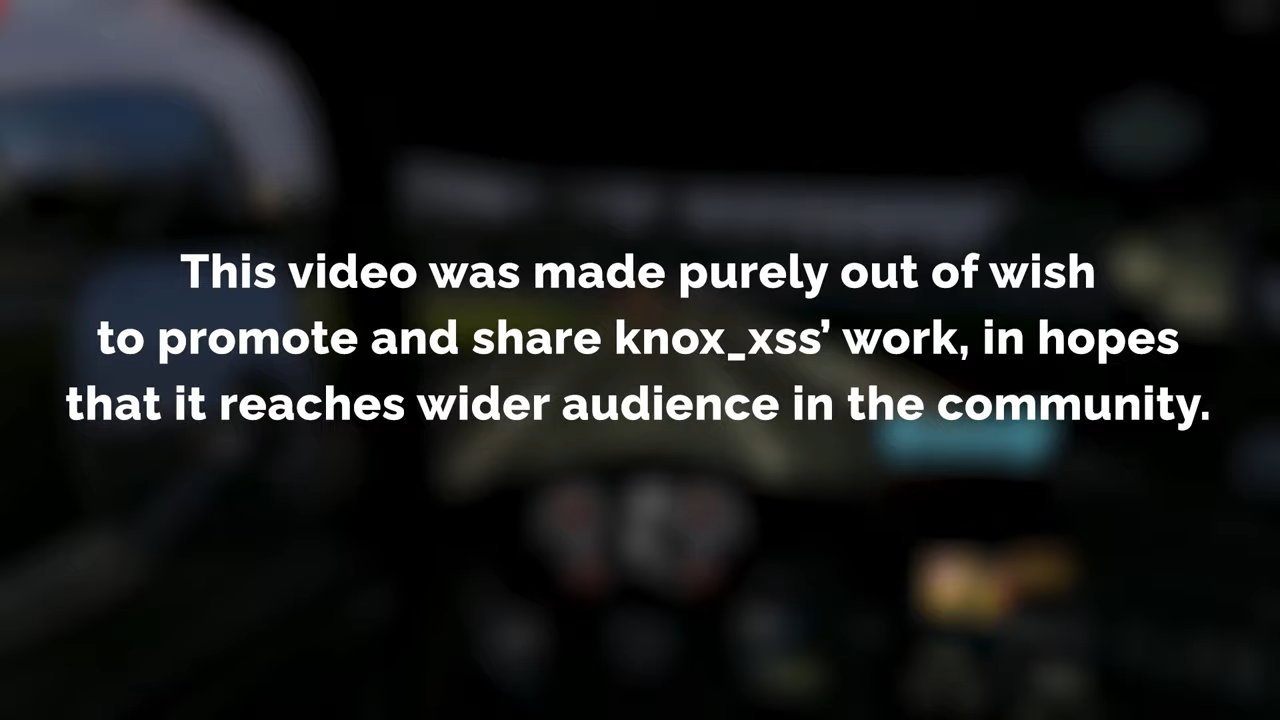 This video was made purely out of wish
to promote and share knox_xss’ work, in hopes
that it reaches wider audience in the community.